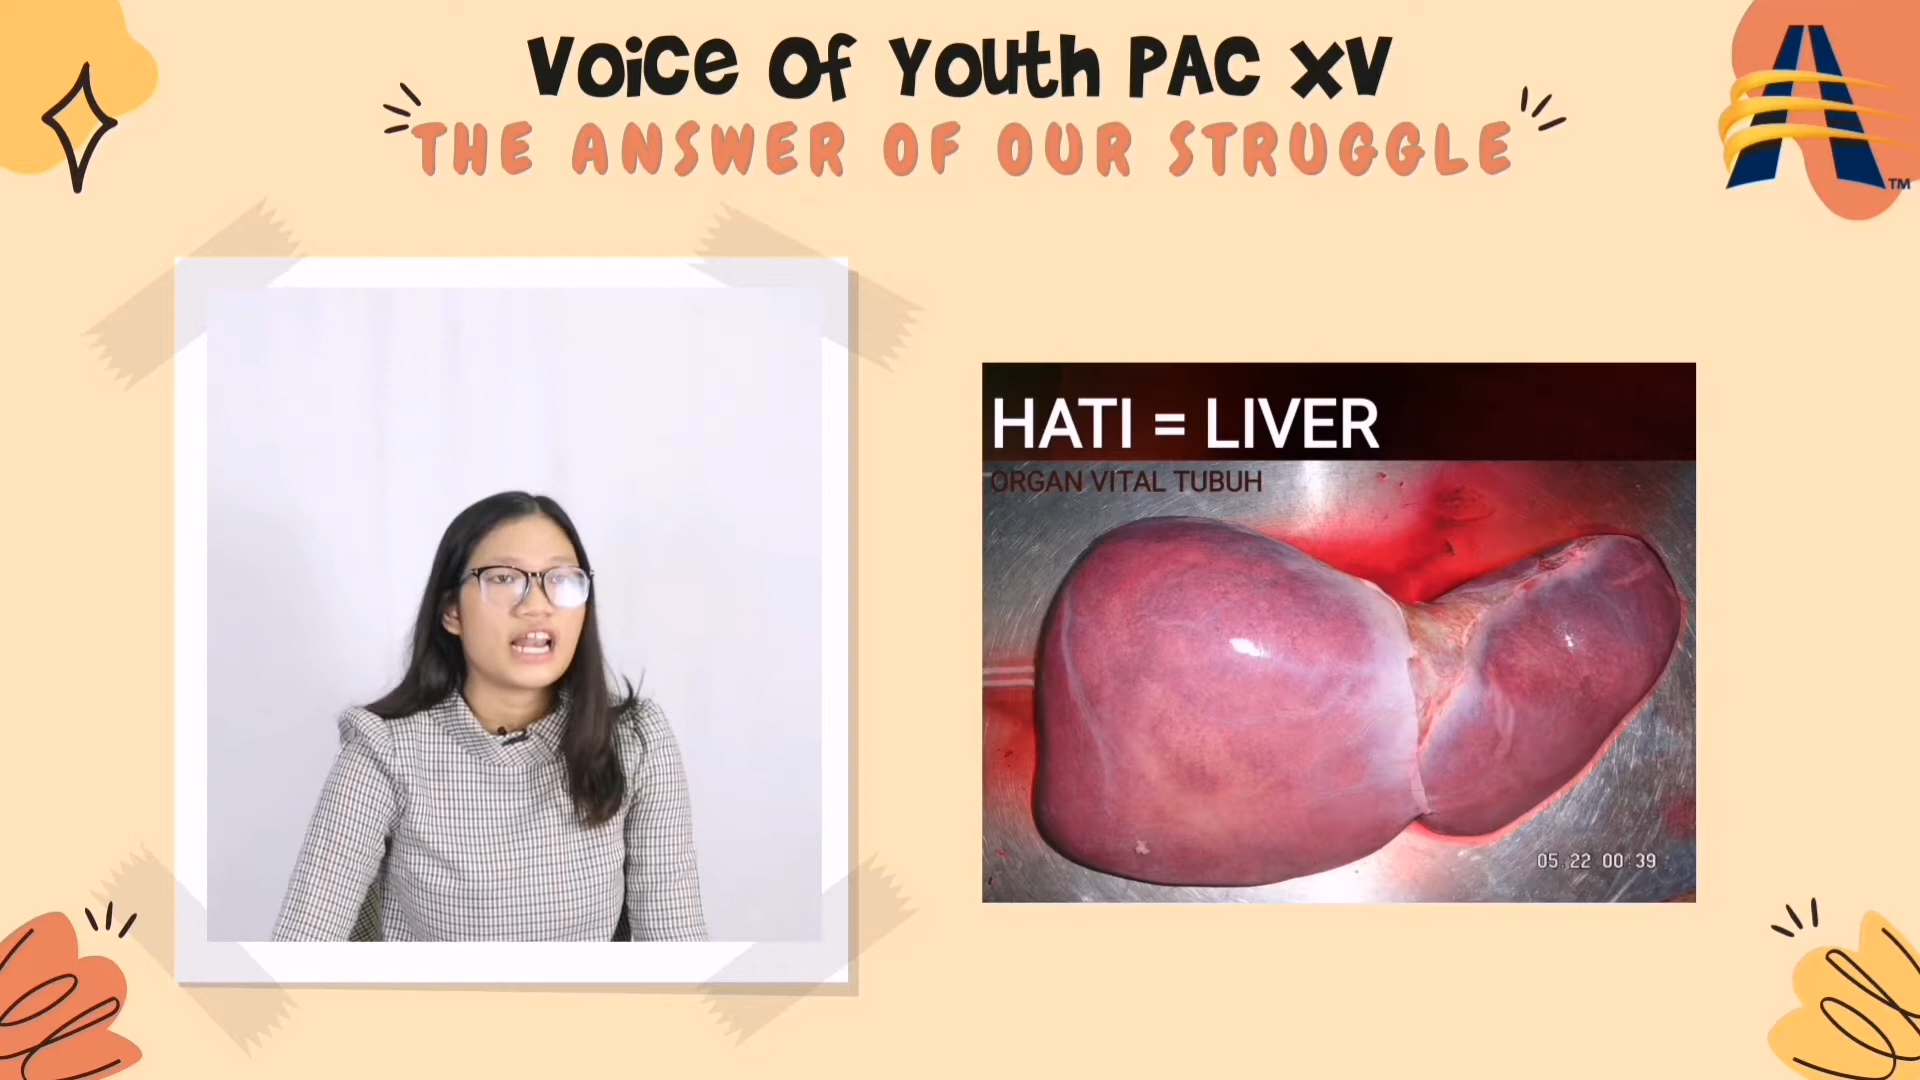 Voice Of Youth PAC XV
THE ANSWER OF OUR STRUGGLE
TM
HATI = LIVER
ORGAN VITAL TUBUH
05.22 00:39